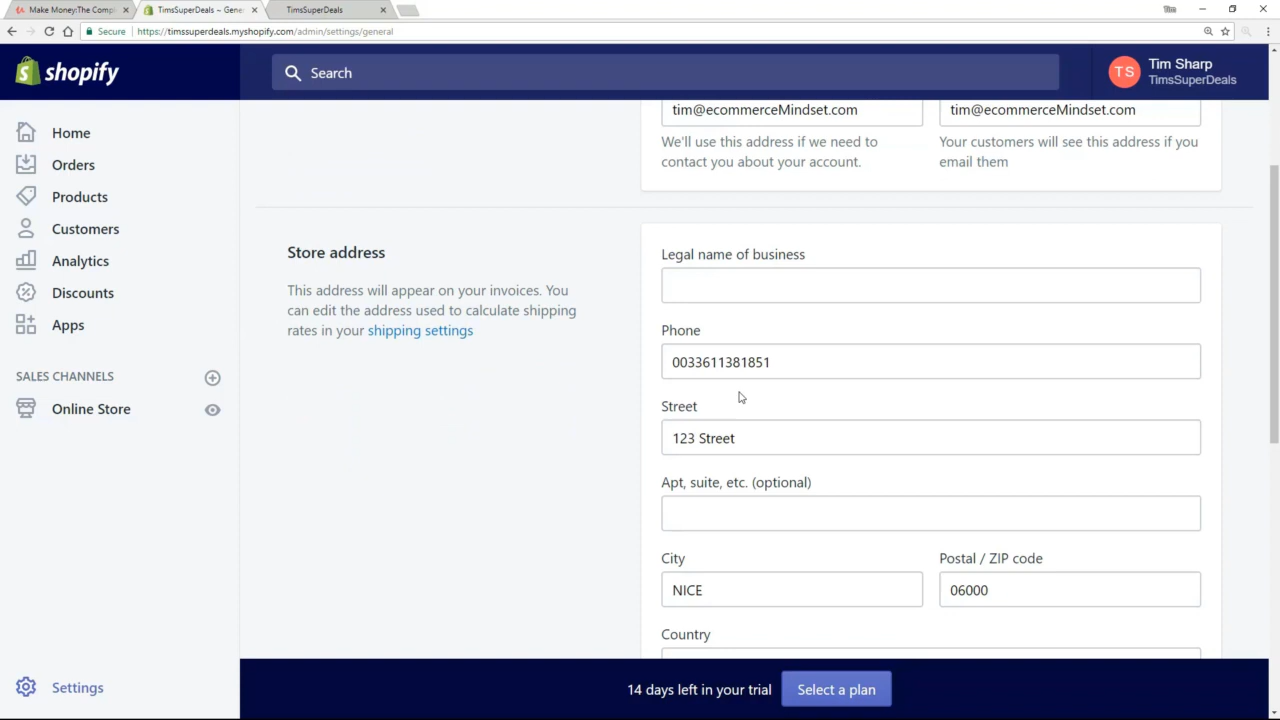 Make Money:The Compl
TimsSuperDeals ~ Gene
TimsSuperDeals
Tim
Secure
https://timssuperdeals.myshopify.com/admin/settings/general
shopify
Search
TS
Tim Sharp
TimsSuperDeals
Home
Orders
Products
Customers
Analytics
Discounts
Apps
SALES CHANNELS
Online Store
Settings
tim@ecommerceMindset.com
tim@ecommerceMindset.com
We'll use this address if we need to
contact you about your account.
Your customers will see this address if you
email them
Store address
This address will appear on your invoices. You
can edit the address used to calculate shipping
rates in your shipping settings
Legal name of business
Phone
0033611381851
Street
123 Street
Apt, suite, etc. (optional)
City
Postal / ZIP code
NICE
06000
Country
14 days left in your trial
Select a plan